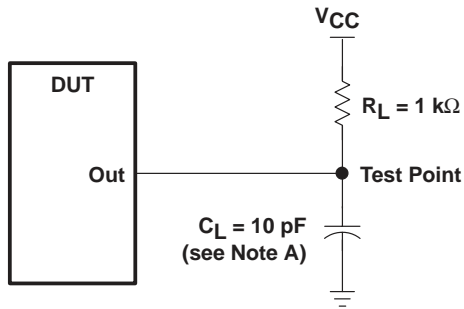 VCC
DUT
RL = 1 kΩ
Out
Test Point
CL = 10 pF
(see Note A)